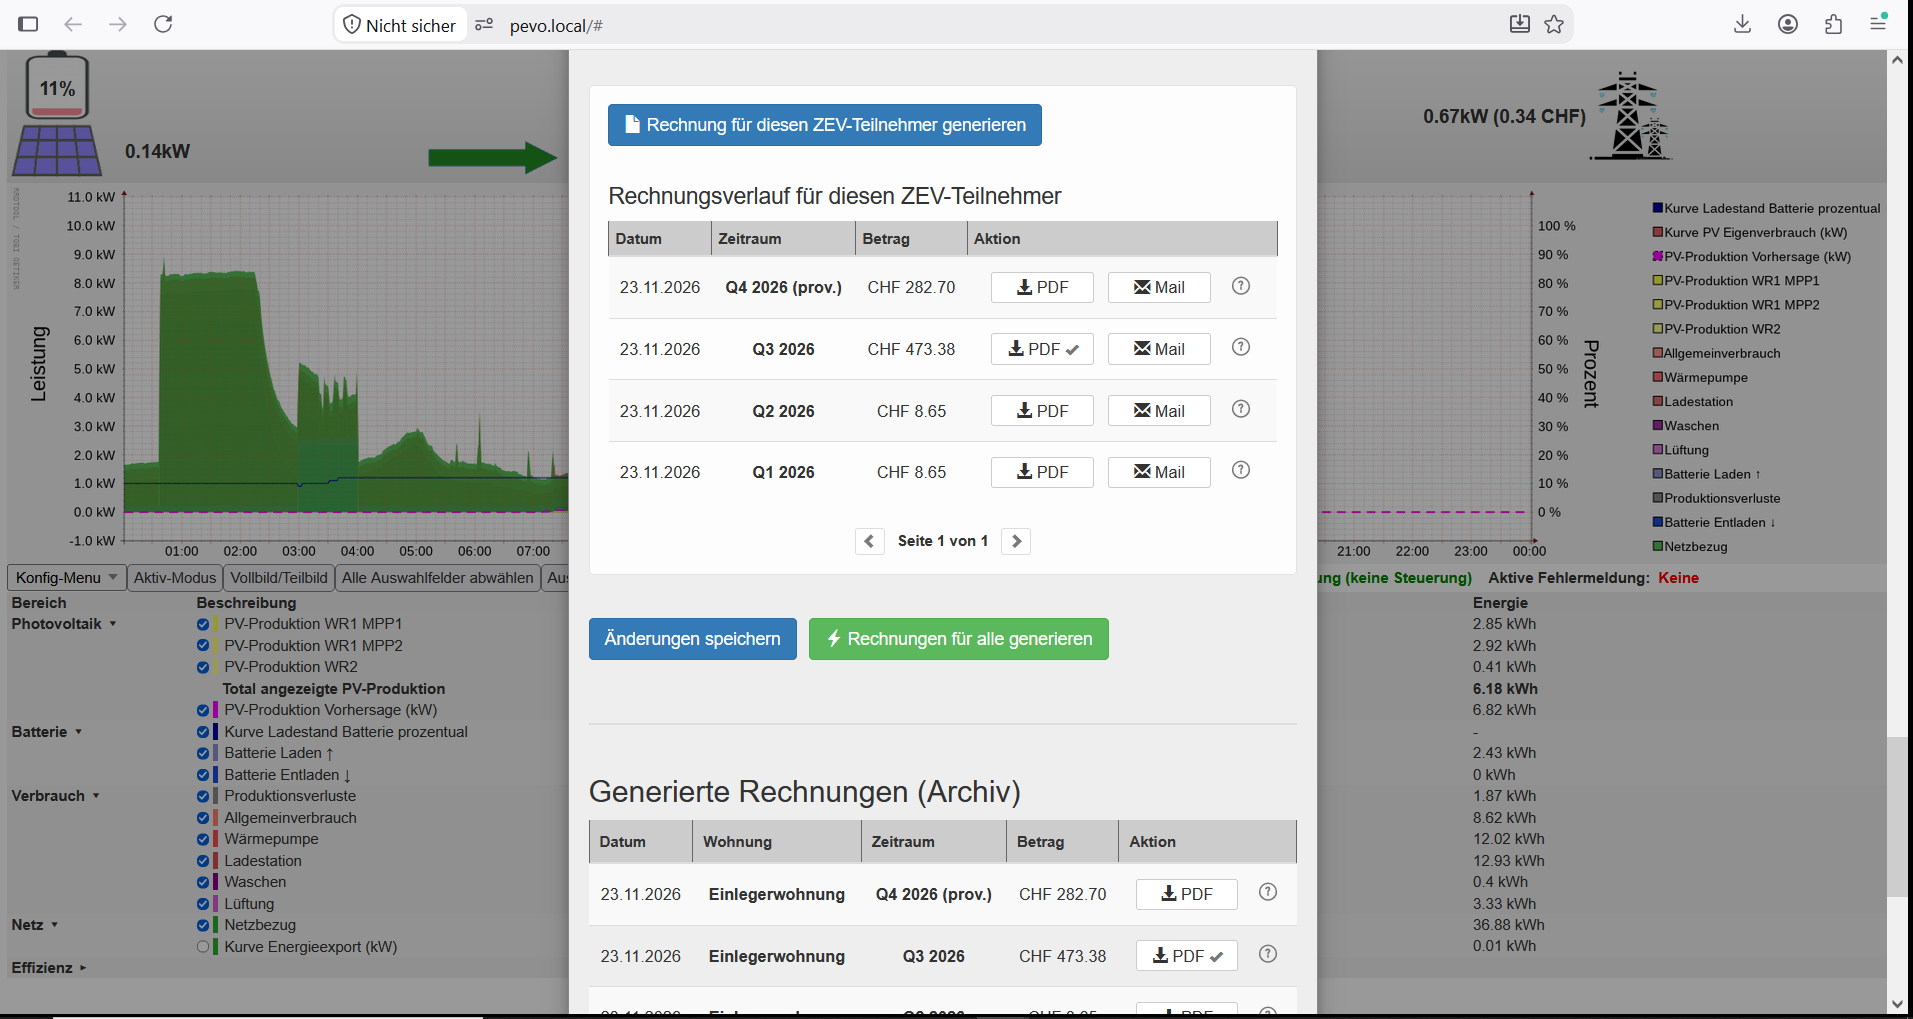 Nicht sicher pevo.local/#
11%
0.14kW
0.67kW (0.34 CHF)
RRDTOOL / TOBI OETIKER
Leistung
11.0 kW
10.0 kW
9.0 kW
8.0 kW
7.0 kW
6.0 kW
5.0 kW
4.0 kW
3.0 kW
2.0 kW
1.0 kW
0.0 kW
-1.0 kW
01:00 02:00 03:00 04:00 05:00 06:00 07:00
Rechnung für diesen ZEV-Teilnehmer generieren
Rechnungsverlauf für diesen ZEV-Teilnehmer
Datum Zeitraum Betrag Aktion
23.11.2026 Q4 2026 (prov.) CHF 282.70 PDF Mail ?
23.11.2026 Q3 2026 CHF 473.38 PDF ✔ Mail ?
23.11.2026 Q2 2026 CHF 8.65 PDF Mail ?
23.11.2026 Q1 2026 CHF 8.65 PDF Mail ?
Seite 1 von 1
Änderungen speichern Rechnungen für alle generieren
Generierte Rechnungen (Archiv)
Datum Wohnung Zeitraum Betrag Aktion
23.11.2026 Einlegerwohnung Q4 2026 (prov.) CHF 282.70 PDF ?
23.11.2026 Einlegerwohnung Q3 2026 CHF 473.38 PDF ✔ ?
100 %
90 %
80 %
70 %
60 %
50 %
40 %
30 %
20 %
10 %
0 %
Prozent
21:00 22:00 23:00 00:00
Kurve Ladestand Batterie prozentual
Kurve PV Eigenverbrauch (kW)
PV-Produktion Vorhersage (kW)
PV-Produktion WR1 MPP1
PV-Produktion WR1 MPP2
PV-Produktion WR2
Allgemeinverbrauch
Wärmepumpe
Ladestation
Waschen
Lüftung
Batterie Laden ↑
Produktionsverluste
Batterie Entladen ↓
Netzbezug
Konfig-Menu Aktiv-Modus Vollbild/Teilbild Alle Auswahlfelder abwählen Au
ung (keine Steuerung) Aktive Fehlermeldung: Keine
Bereich Beschreibung Energie
Photovoltaik PV-Produktion WR1 MPP1 2.85 kWh
PV-Produktion WR1 MPP2 2.92 kWh
PV-Produktion WR2 0.41 kWh
Total angezeigte PV-Produktion 6.18 kWh
PV-Produktion Vorhersage (kW) 6.82 kWh
Batterie Kurve Ladestand Batterie prozentual -
Batterie Laden ↑ 2.43 kWh
Batterie Entladen ↓ 0 kWh
Verbrauch Produktionsverluste 1.87 kWh
Allgemeinverbrauch 8.62 kWh
Wärmepumpe 12.02 kWh
Ladestation 12.93 kWh
Waschen 0.4 kWh
Lüftung 3.33 kWh
Netz Netzbezug 36.88 kWh
Kurve Energieexport (kW) 0.01 kWh
Effizienz